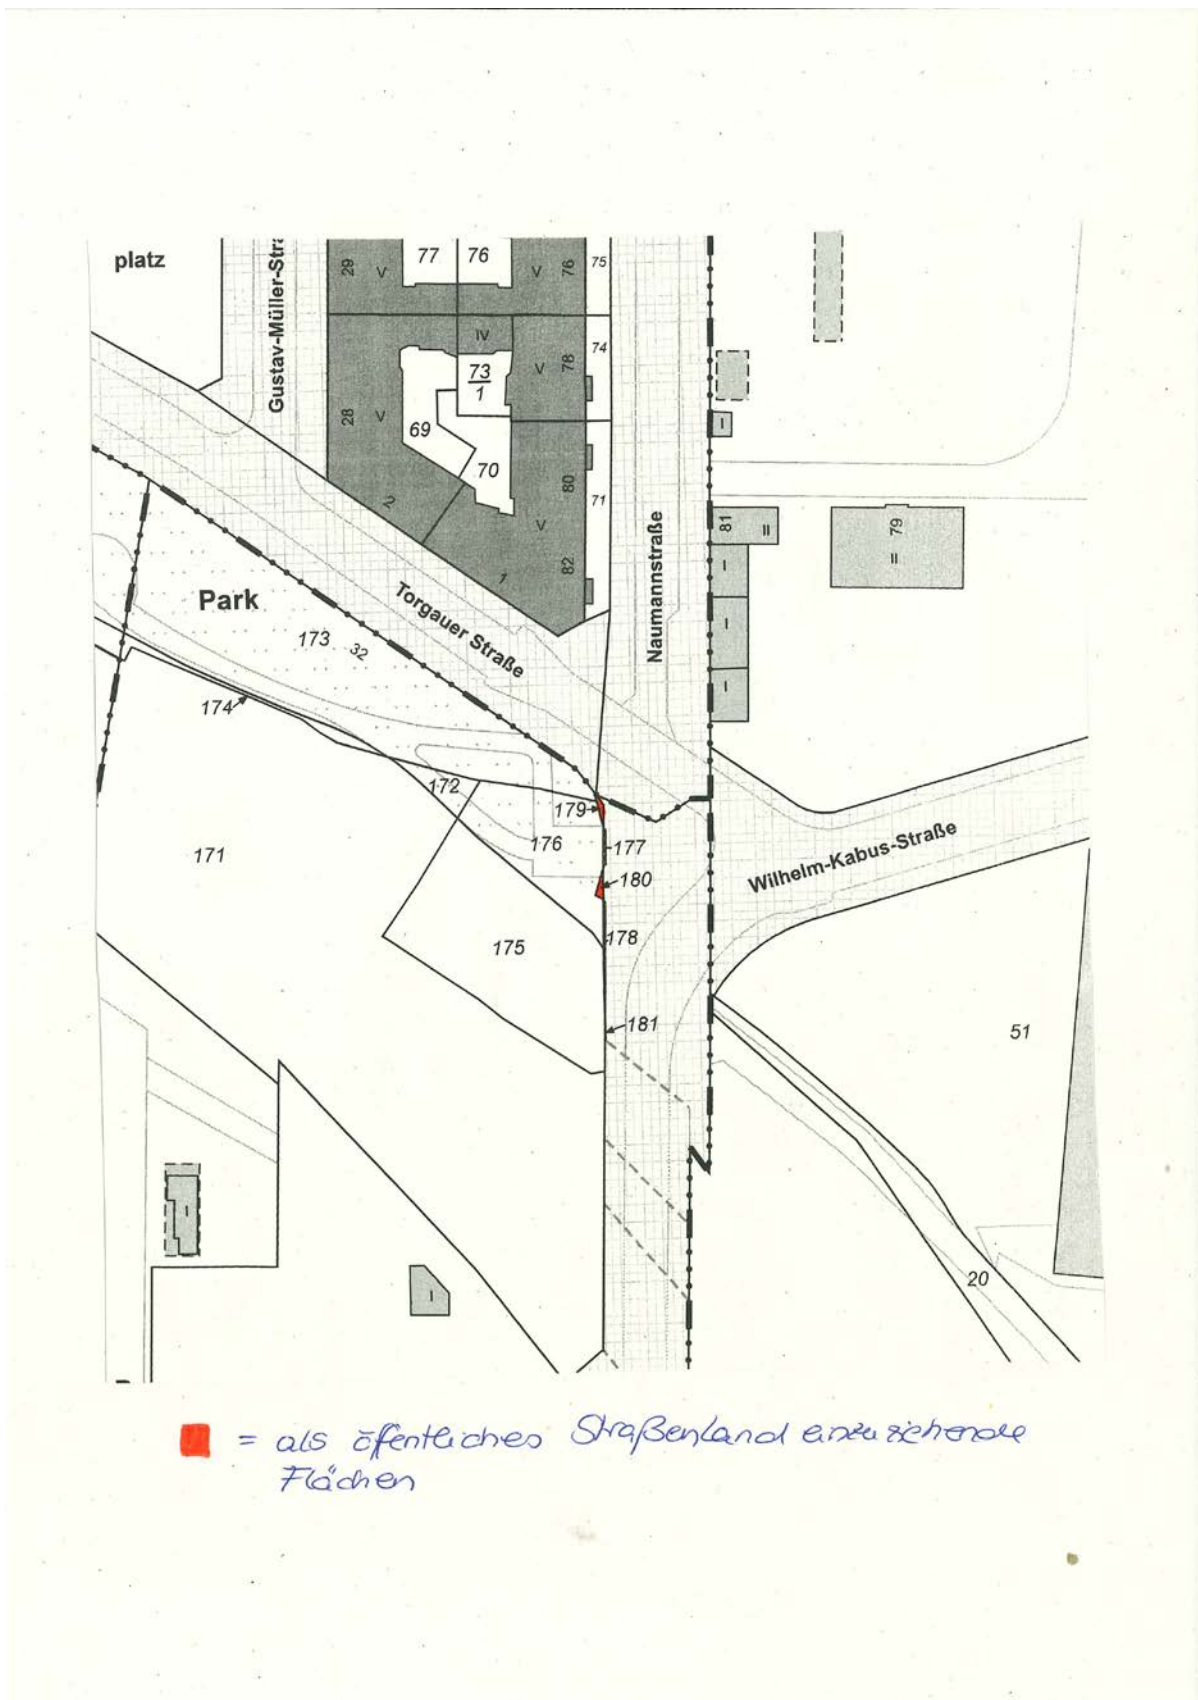 platz
Gustav-Müller-Stra
29
V
77
76
V
76
75
IV
73
1
V
78
74
28
V
69
70
80
71
2
V
1
82
Naumannstraße
I
81
II
79
II
I
I
I
Park
173
32
Torgauer Straße
174
172
179
176
177
171
180
Wilhelm-Kabus-Straße
175
178
181
51
I
20
I
= als öffentliches Straßenland einzuziehende
Flächen